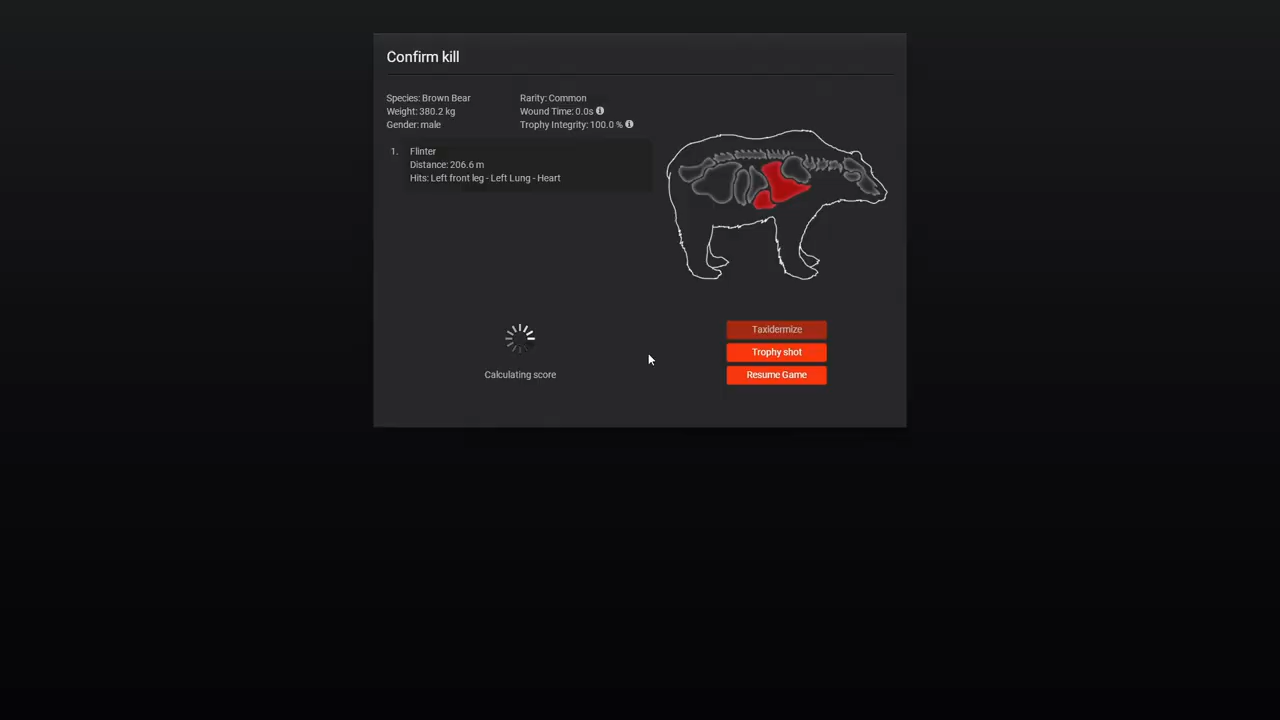 Confirm kill
Species: Brown Bear
Weight: 380.2 kg
Gender: male
Rarity: Common
Wound Time: 0.0s
Trophy Integrity: 100.0 %
1. Flinter
Distance: 206.6 m
Hits: Left front leg - Left Lung - Heart
Calculating score
Taxidermize
Trophy shot
Resume Game